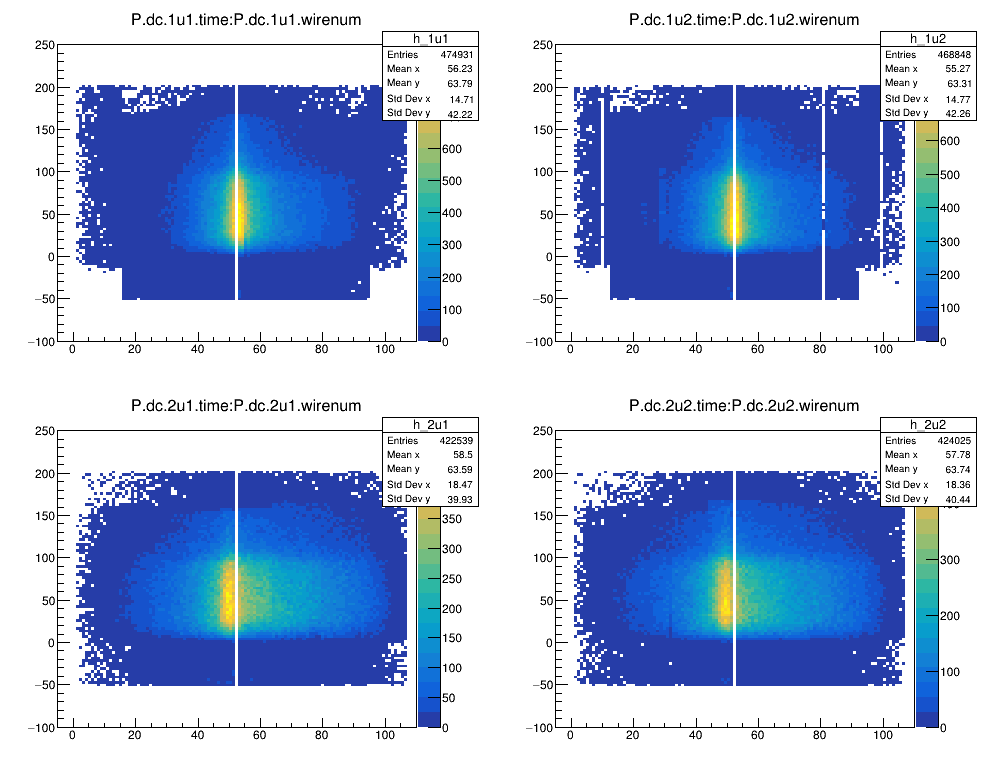 P.dc.1u1.time:P.dc.1u1.wirenum
h_1u1
Entries 474931
Mean x 56.23
Mean y 63.79
Std Dev x 14.71
Std Dev y 42.22
250
200
150
100
50
0
−50
−100
0 20 40 60 80 100
600
500
400
300
200
100
0
P.dc.1u2.time:P.dc.1u2.wirenum
h_1u2
Entries 468848
Mean x 55.27
Mean y 63.31
Std Dev x 14.77
Std Dev y 42.26
250
200
150
100
50
0
−50
−100
0 20 40 60 80 100
600
500
400
300
200
100
0
P.dc.2u1.time:P.dc.2u1.wirenum
h_2u1
Entries 422539
Mean x 58.5
Mean y 63.59
Std Dev x 18.47
Std Dev y 39.93
250
200
150
100
50
0
−50
−100
0 20 40 60 80 100
350
300
250
200
150
100
50
0
P.dc.2u2.time:P.dc.2u2.wirenum
h_2u2
Entries 424025
Mean x 57.78
Mean y 63.74
Std Dev x 18.36
Std Dev y 40.44
250
200
150
100
50
0
−50
−100
0 20 40 60 80 100
300
200
100
0